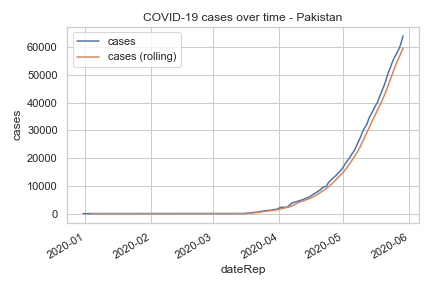 COVID-19 cases over time - Pakistan
cases
cases (rolling)
60000
50000
40000
30000
20000
10000
0
cases
2020-01
2020-02
2020-03
2020-04
2020-05
2020-06
dateRep